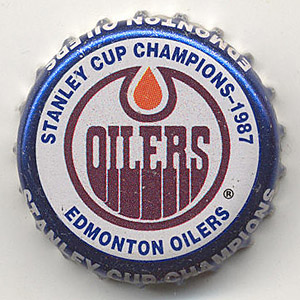 STANLEY CUP CHAMPIONS-1987
OILERS
EDMONTON OILERS ®
EDMONTON OILERS
STANLEY CUP CHAMPIONS